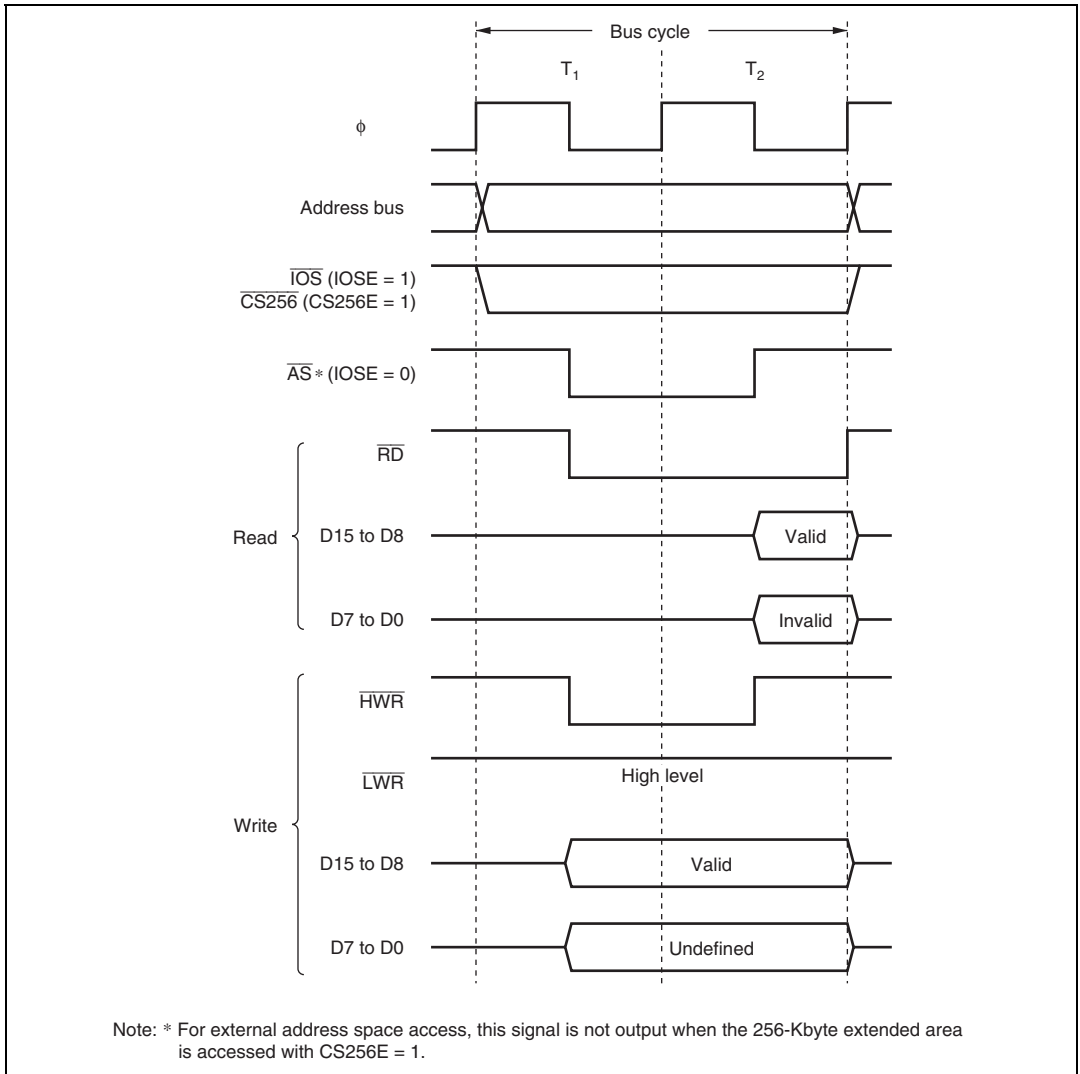 Bus cycle
T1 T2
φ
Address bus
IOS (IOSE = 1)
CS256 (CS256E = 1)
AS * (IOSE = 0)
RD
Read D15 to D8 Valid
D7 to D0 Invalid
HWR
High level
LWR
Write
D15 to D8 Valid
D7 to D0 Undefined
Note: * For external address space access, this signal is not output when the 256-Kbyte extended area
is accessed with CS256E = 1.